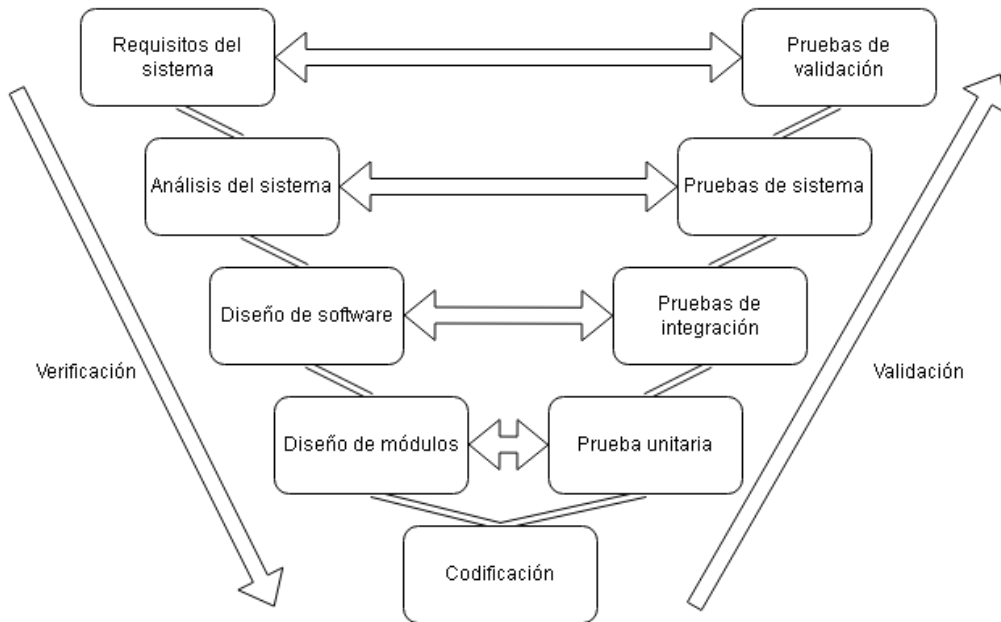 Requisitos del
sistema
Pruebas de
validación
Análisis del sistema
Pruebas de sistema
Diseño de software
Pruebas de
integración
Verificación
Validación
Diseño de módulos
Prueba unitaria
Codificación